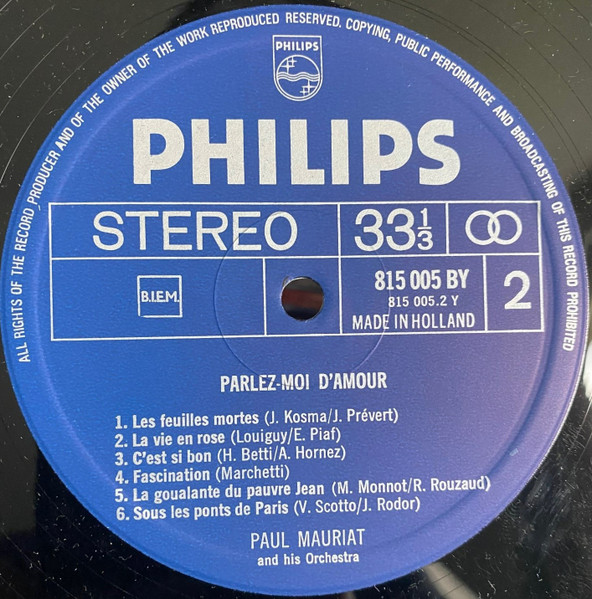 ALL RIGHTS OF THE RECORD PRODUCER AND OF THE OWNER OF THE WORK REPRODUCED RESERVED. COPYING, PUBLIC PERFORMANCE AND BROADCASTING OF THIS RECORD PROHIBITED
PHILIPS
PHILIPS
STEREO 33 1/3
B.I.E.M. 815 005 BY 2
815 005.2 Y
MADE IN HOLLAND
PARLEZ-MOI D'AMOUR
1. Les feuilles mortes (J. Kosma/J. Prévert)
2. La vie en rose (Louiguy/E. Piaf)
3. C'est si bon (H. Betti/A. Hornez)
4. Fascination (Marchetti)
5. La goualante du pauvre Jean (M. Monnot/R. Rouzaud)
6. Sous les ponts de Paris (V. Scotto/J. Rodor)
PAUL MAURIAT
and his Orchestra